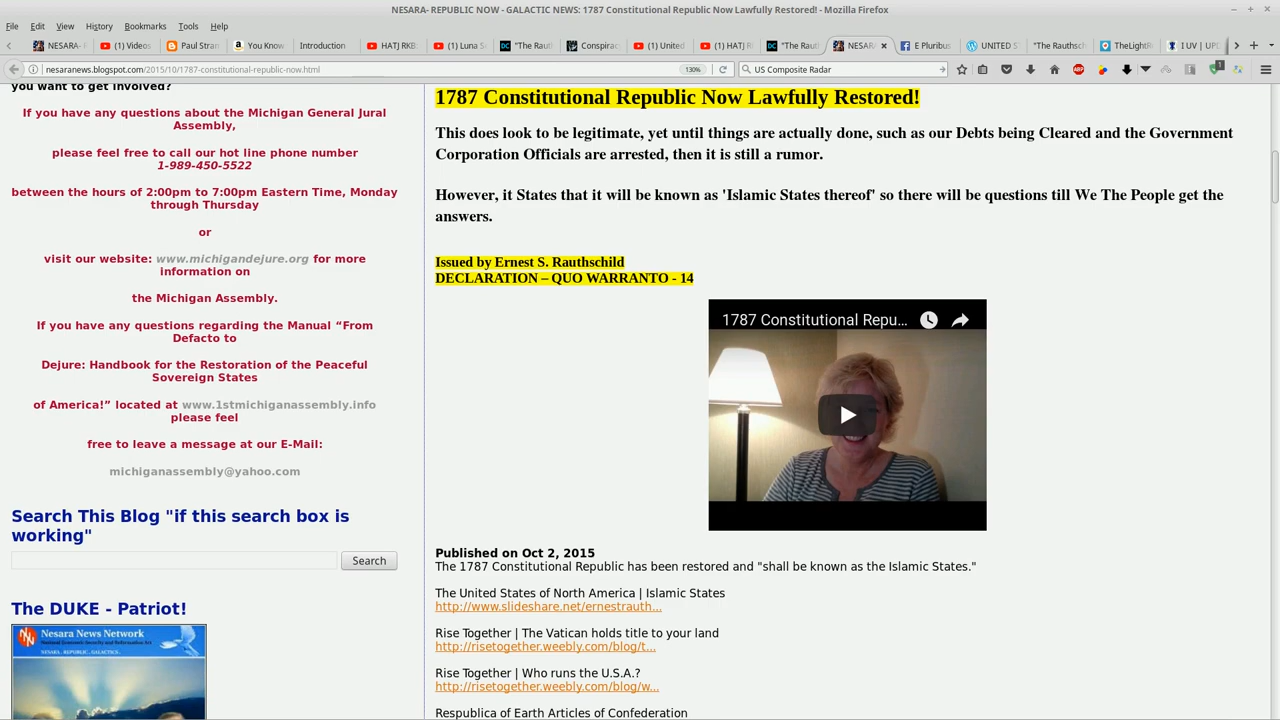 NESARA- REPUBLIC NOW - GALACTIC NEWS: 1787 Constitutional Republic Now Lawfully Restored! - Mozilla Firefox
File Edit View History Bookmarks Tools Help
NESARA- (1) Videos Paul Stran You Know Introduction HATJ RKB: (1) Luna S "The Raut Conspirac (1) United (1) HATJ R "The Raut NESAR E Pluribus UNITED S "The Rauthsch TheLightR I UV | UPL
nesaranews.blogspot.com/2015/10/1787-constitutional-republic-now.html 130% US Composite Radar ABP 1
you want to get involved?
If you have any questions about the Michigan General Jural
Assembly,
please feel free to call our hot line phone number
1-989-450-5522
between the hours of 2:00pm to 7:00pm Eastern Time, Monday
through Thursday
or
visit our website: www.michigandejure.org for more
information on
the Michigan Assembly.
If you have any questions regarding the Manual “From
Defacto to
Dejure: Handbook for the Restoration of the Peaceful
Sovereign States
of America!” located at www.1stmichiganassembly.info
please feel
free to leave a message at our E-Mail:
michiganassembly@yahoo.com
Search This Blog "if this search box is
working"
Search
The DUKE - Patriot!
Nesara News Network
NESARA.. REPUBLIC.. GALACTICS..
1787 Constitutional Republic Now Lawfully Restored!
This does look to be legitimate, yet until things are actually done, such as our Debts being Cleared and the Government
Corporation Officials are arrested, then it is still a rumor.
However, it States that it will be known as 'Islamic States thereof' so there will be questions till We The People get the
answers.
Issued by Ernest S. Rauthschild
DECLARATION – QUO WARRANTO - 14
1787 Constitutional Repu...
Published on Oct 2, 2015
The 1787 Constitutional Republic has been restored and "shall be known as the Islamic States."
The United States of North America | Islamic States
http://www.slideshare.net/ernestrauth...
Rise Together | The Vatican holds title to your land
http://risetogether.weebly.com/blog/t...
Rise Together | Who runs the U.S.A.?
http://risetogether.weebly.com/blog/w...
Respublica of Earth Articles of Confederation